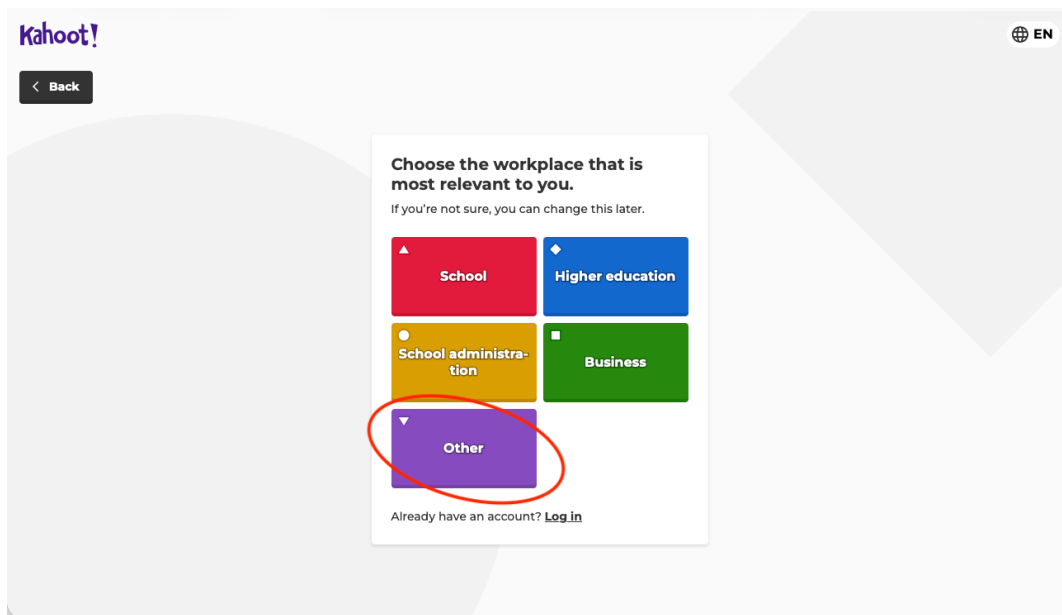 Kahoot!
EN
Back
Choose the workplace that is
most relevant to you.
If you're not sure, you can change this later.
School
Higher education
School administra-
tion
Business
Other
Already have an account? Log in